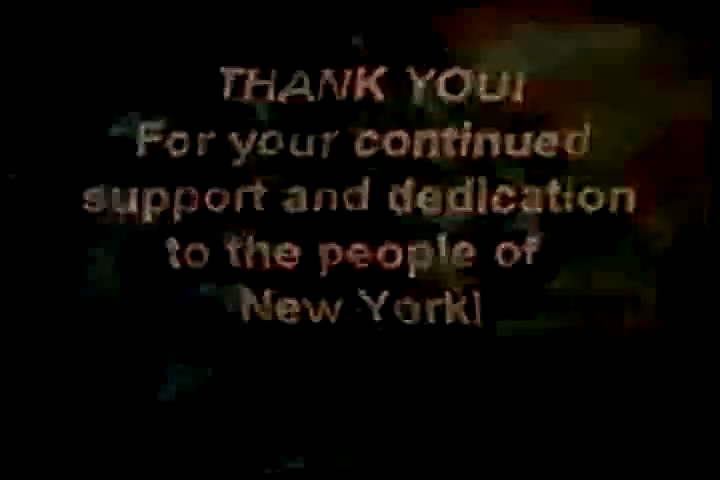 THANK YOU!
For your continued
support and dedication
to the people of
New York!